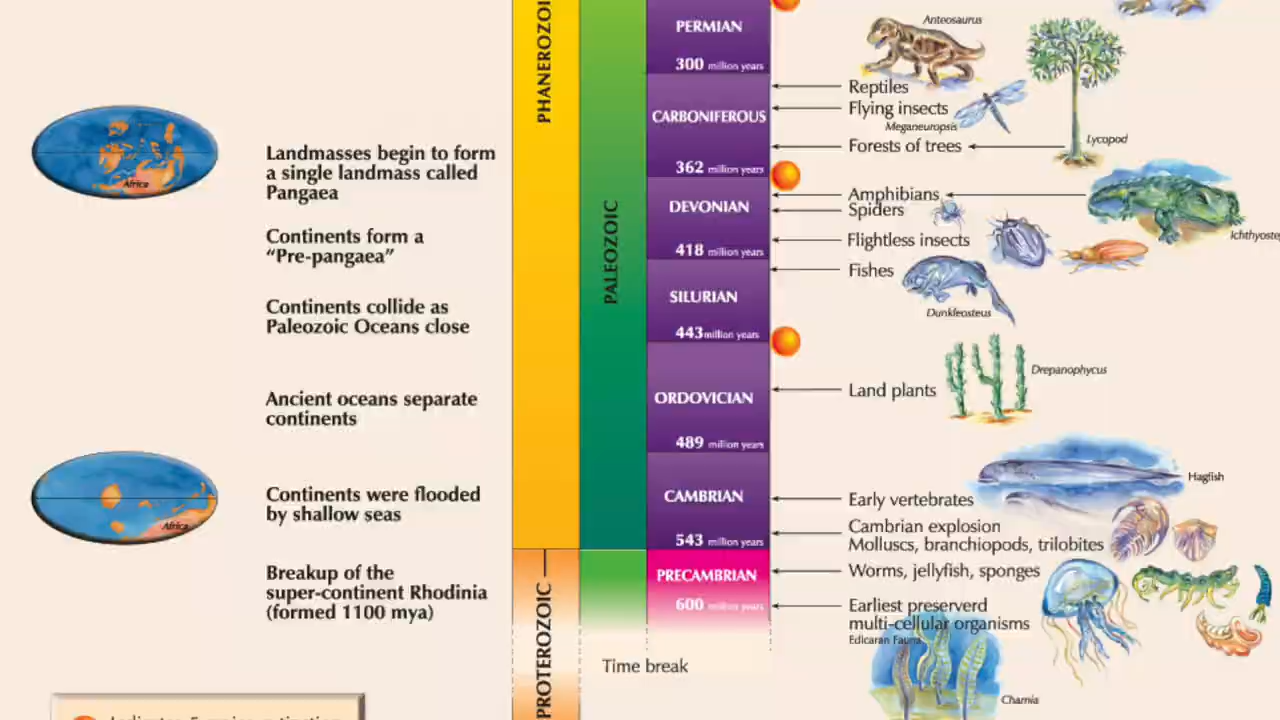 Africa
Landmasses begin to form
a single landmass called
Pangaea
Continents form a
“Pre-pangaea”
Continents collide as
Paleozoic Oceans close
Ancient oceans separate
continents
Continents were flooded
by shallow seas
Africa
Breakup of the
super-continent Rhodinia
(formed 1100 mya)
PROTEROZOIC
PALEOZOIC
PERMIAN
300 million years
CARBONIFEROUS
362 million years
DEVONIAN
418 million years
SILURIAN
443 million years
ORDOVICIAN
489 million years
CAMBRIAN
543 million years
PRECAMBRIAN
600 million years
Time break
Anteosaurus
Reptiles
Flying insects
Meganeuropsis
Forests of trees
Lycopod
Amphibians
Spiders
Flightless insects
Fishes
Dunkleosteus
Drepanophycus
Land plants
Hagfish
Early vertebrates
Cambrian explosion
Molluscs, branchiopods, trilobites
Worms, jellyfish, sponges
Earliest preserverd
multi-cellular organisms
Edicaran Fauna
Charnia